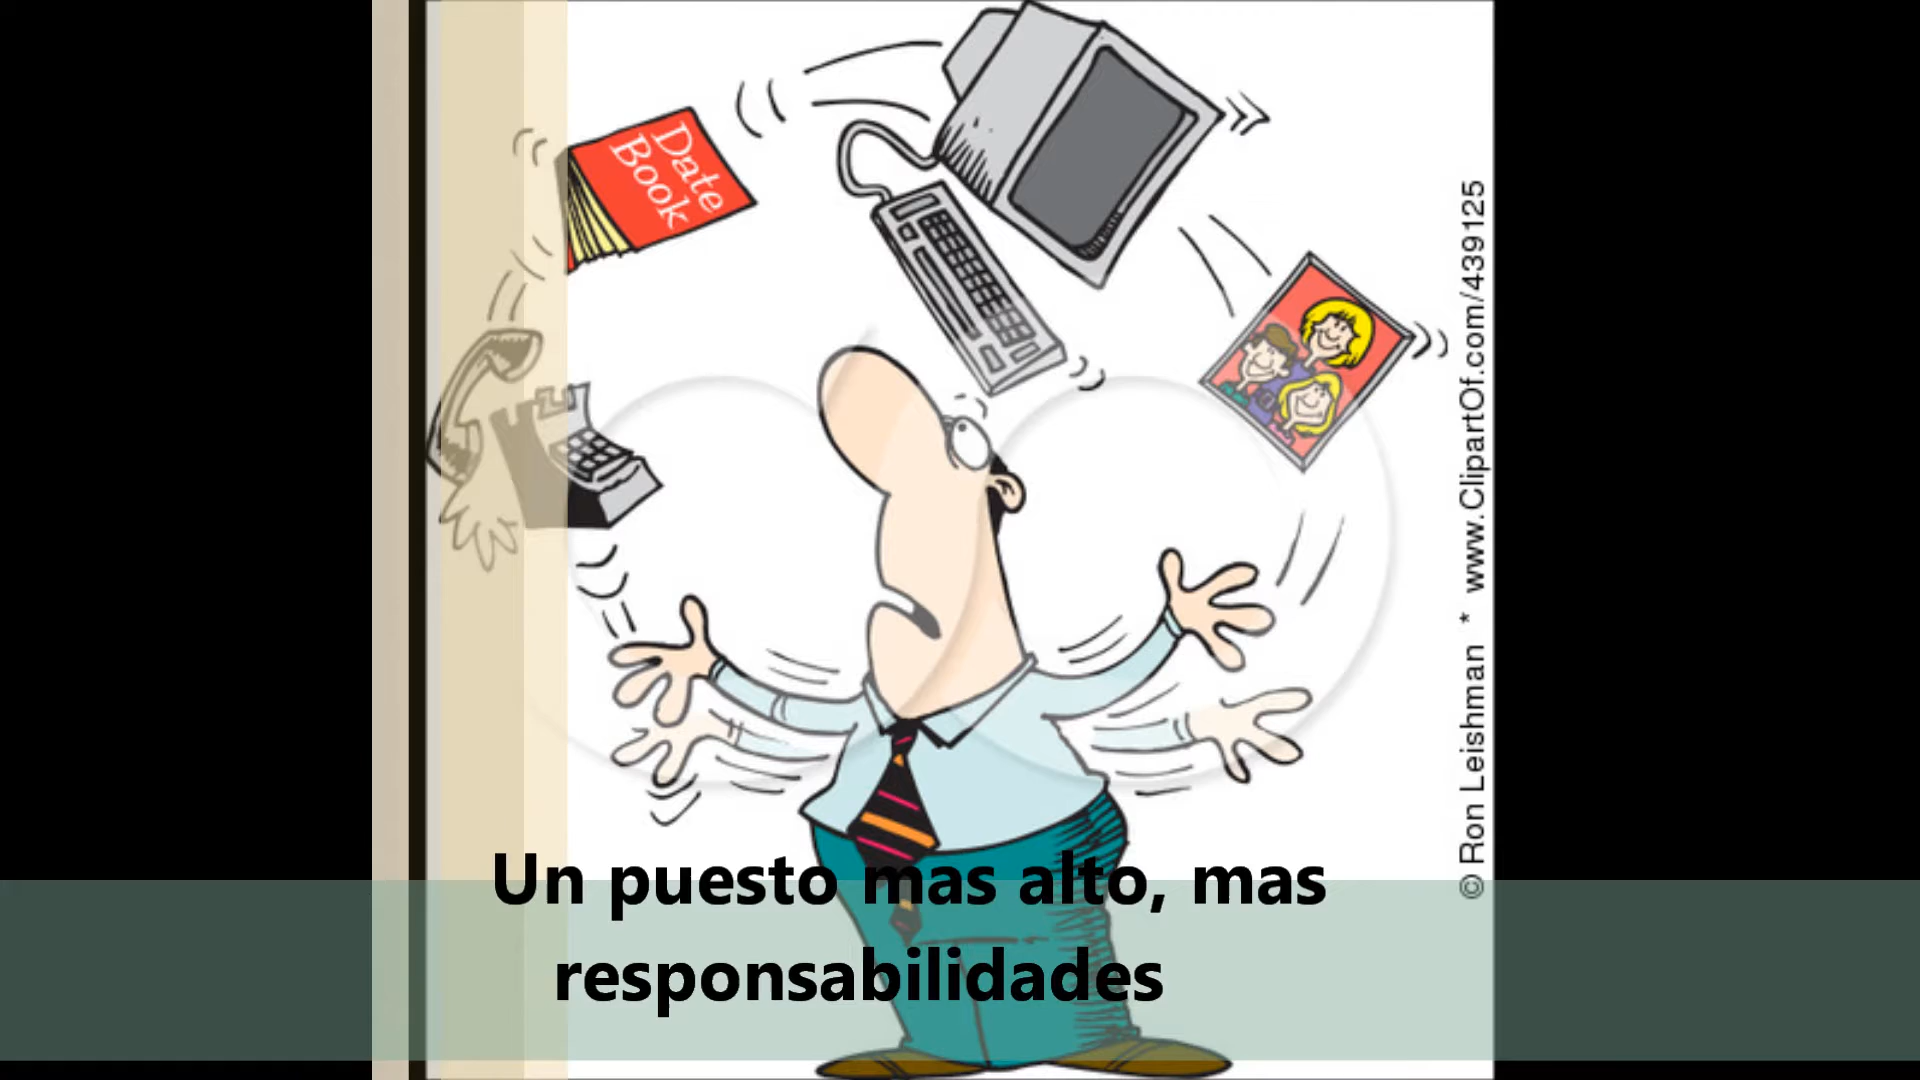 Date
Book
© Ron Leishman * www.ClipartOf.com/439125
Un puesto mas alto, mas
responsabilidades